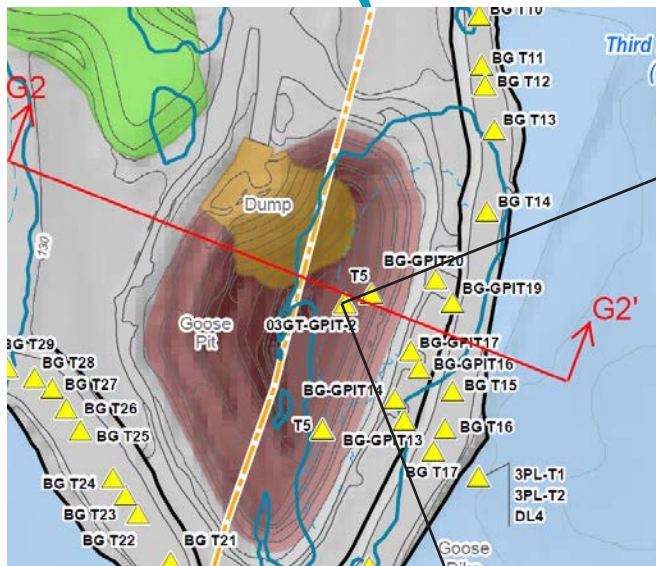 BG T10
Third
(
BG T11
BG T12
G2
BG T13
BG T14
Dump
130
T5
BG-GPIT20
BG-GPIT19
03GT-GPIT-2
G2'
Goose
Pit
BG-GPIT17
BG-GPIT16
BG T29
BG T28
BG T27
BG T26
BG T25
BG-GPIT14
BG T15
T5
BG-GPIT13
BG T16
BG T17
BG T24
BG T23
BG T22
BG T21
3PL-T1
3PL-T2
DL4
Goose